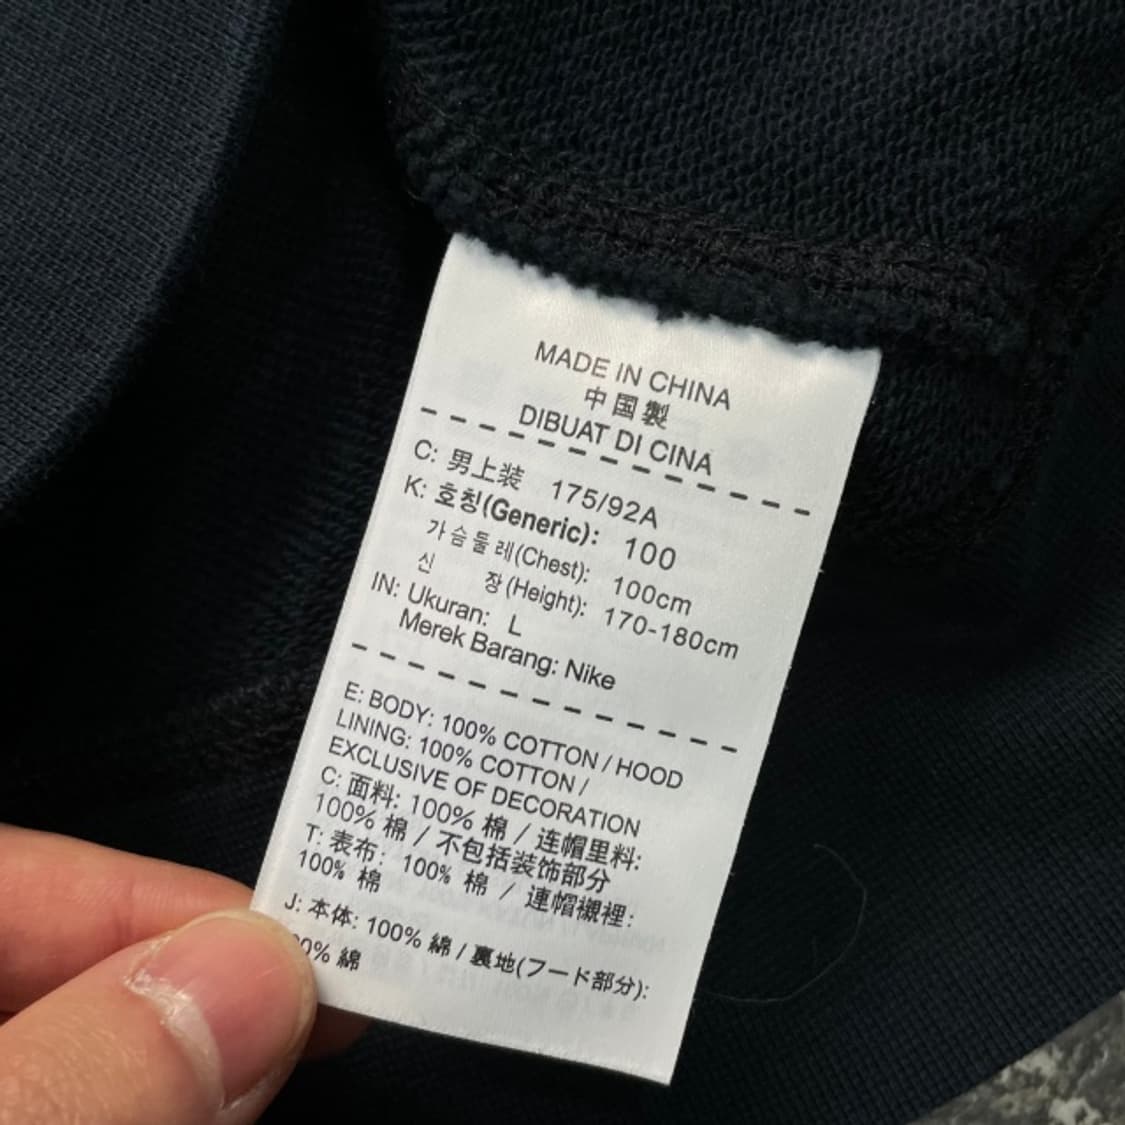 MADE IN CHINA
中国製
DIBUAT DI CINA
C: 男上装 175/92A
K: 호칭(Generic): 100
가슴둘레(Chest): 100cm
신 장(Height): 170-180cm
IN: Ukuran: L
Merek Barang: Nike
E: BODY: 100% COTTON / HOOD
LINING: 100% COTTON /
EXCLUSIVE OF DECORATION
C: 面料: 100% 棉 / 连帽里料:
100% 棉 / 不包括装饰部分
T: 表布: 100% 棉 / 連帽襯裡:
100% 棉
J: 本体: 100% 綿 / 裏地(フード部分):
00% 綿